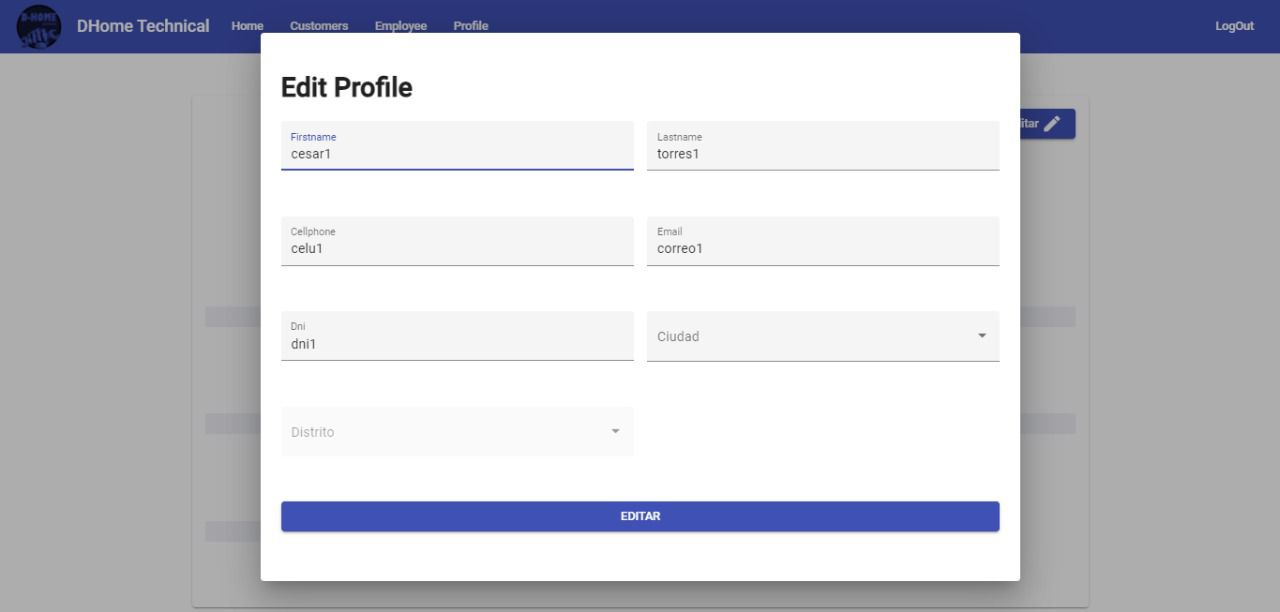 D-HOME
DHome Technical Home Customers Employee Profile LogOut
Edit Profile
itar
Firstname
cesar1
Lastname
torres1
Cellphone
celu1
Email
correo1
Dni
dni1
Ciudad
Distrito
EDITAR